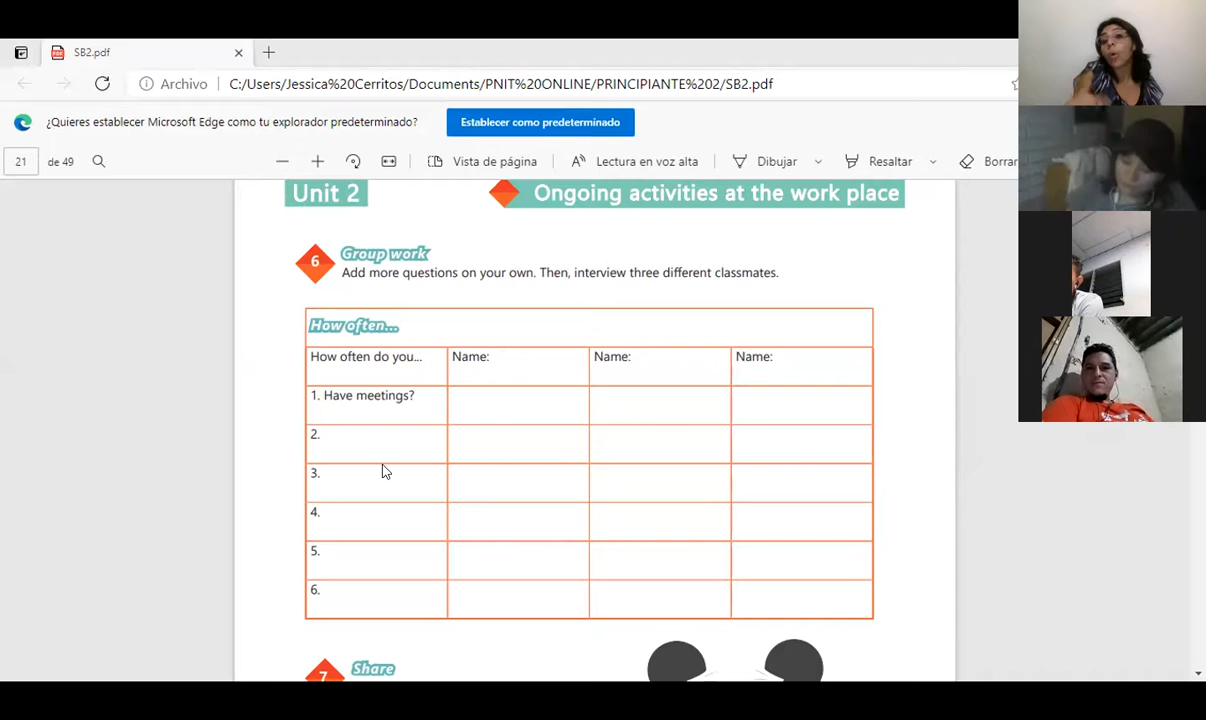 SB2.pdf
Archivo C:/Users/Jessica%20Cerritos/Documents/PNIT%20ONLINE/PRINCIPIANTE%202/SB2.pdf
¿Quieres establecer Microsoft Edge como tu explorador predeterminado? Establecer como predeterminado
21 de 49 Vista de página Lectura en voz alta Dibujar Resaltar Borrar
Unit 2 Ongoing activities at the work place
6 Group work
Add more questions on your own. Then, interview three different classmates.
How often...
How often do you... Name: Name: Name:
1. Have meetings?
2.
3.
4.
5.
6.
7 Share